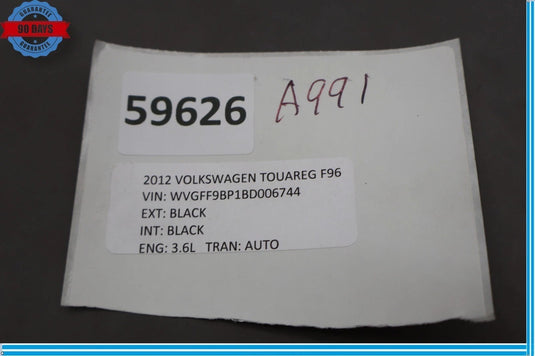 GUARANTEE
90 DAYS
GUARANTEE
59626
A991
2012 VOLKSWAGEN TOUAREG F96
VIN: WVGFF9BP1BD006744
EXT: BLACK
INT: BLACK
ENG: 3.6L TRAN: AUTO